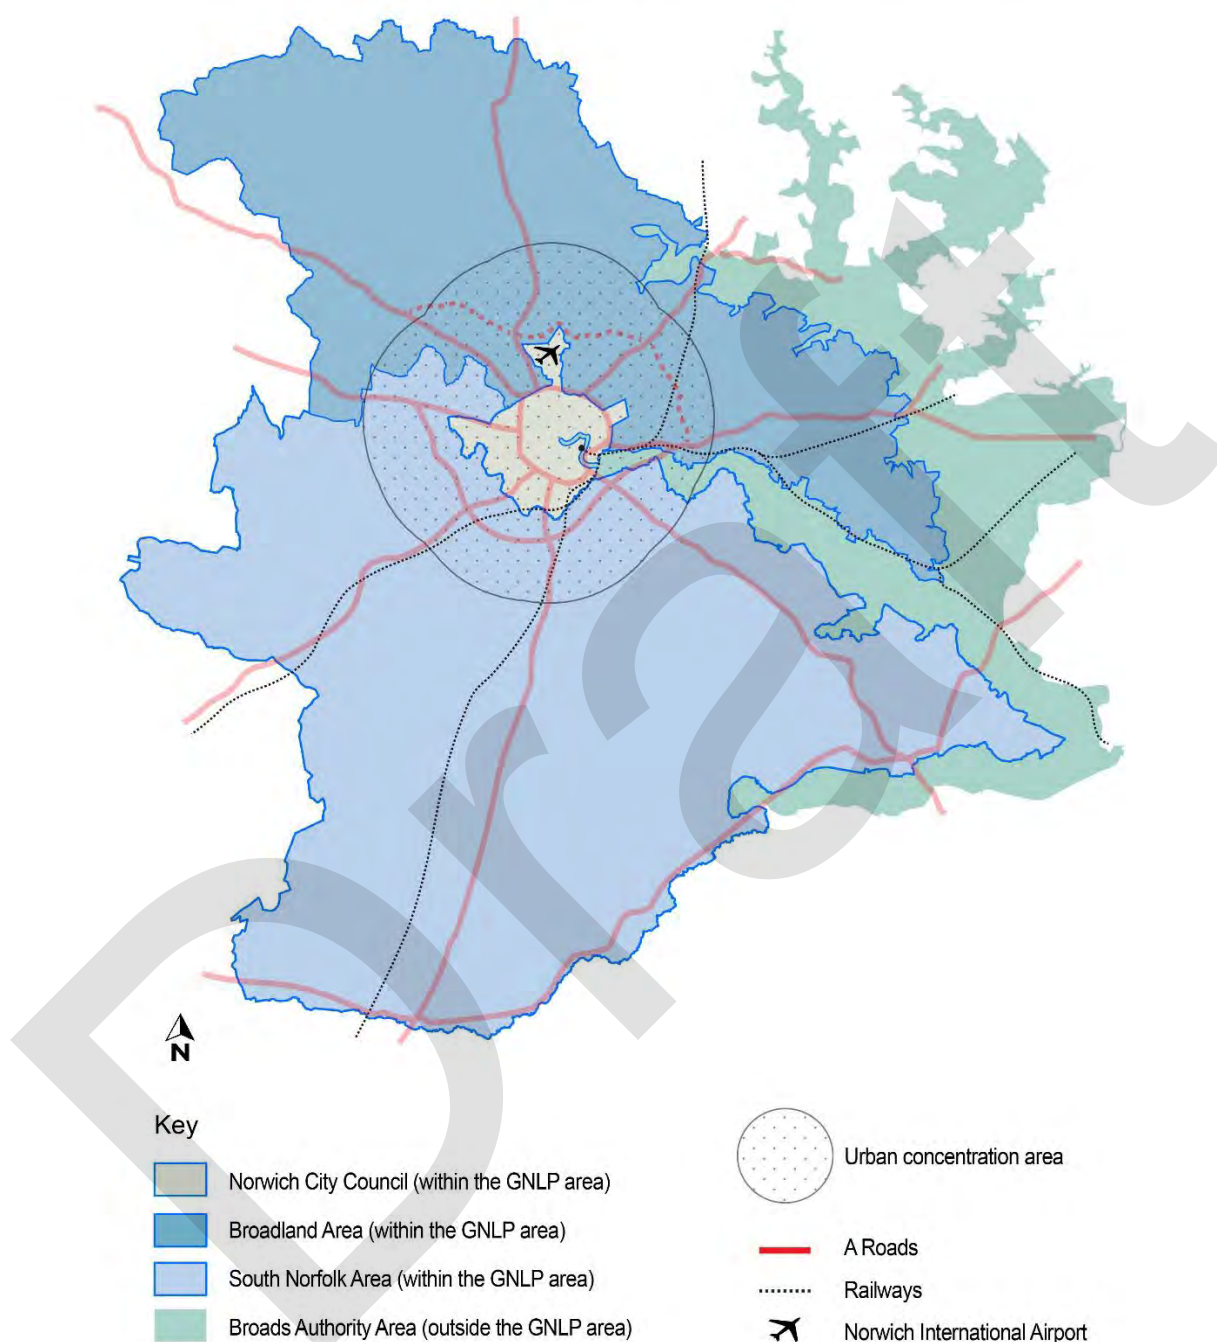 Draft
N
Key
Norwich City Council (within the GNLP area)
Broadland Area (within the GNLP area)
South Norfolk Area (within the GNLP area)
Broads Authority Area (outside the GNLP area)
Urban concentration area
A Roads
Railways
Norwich International Airport